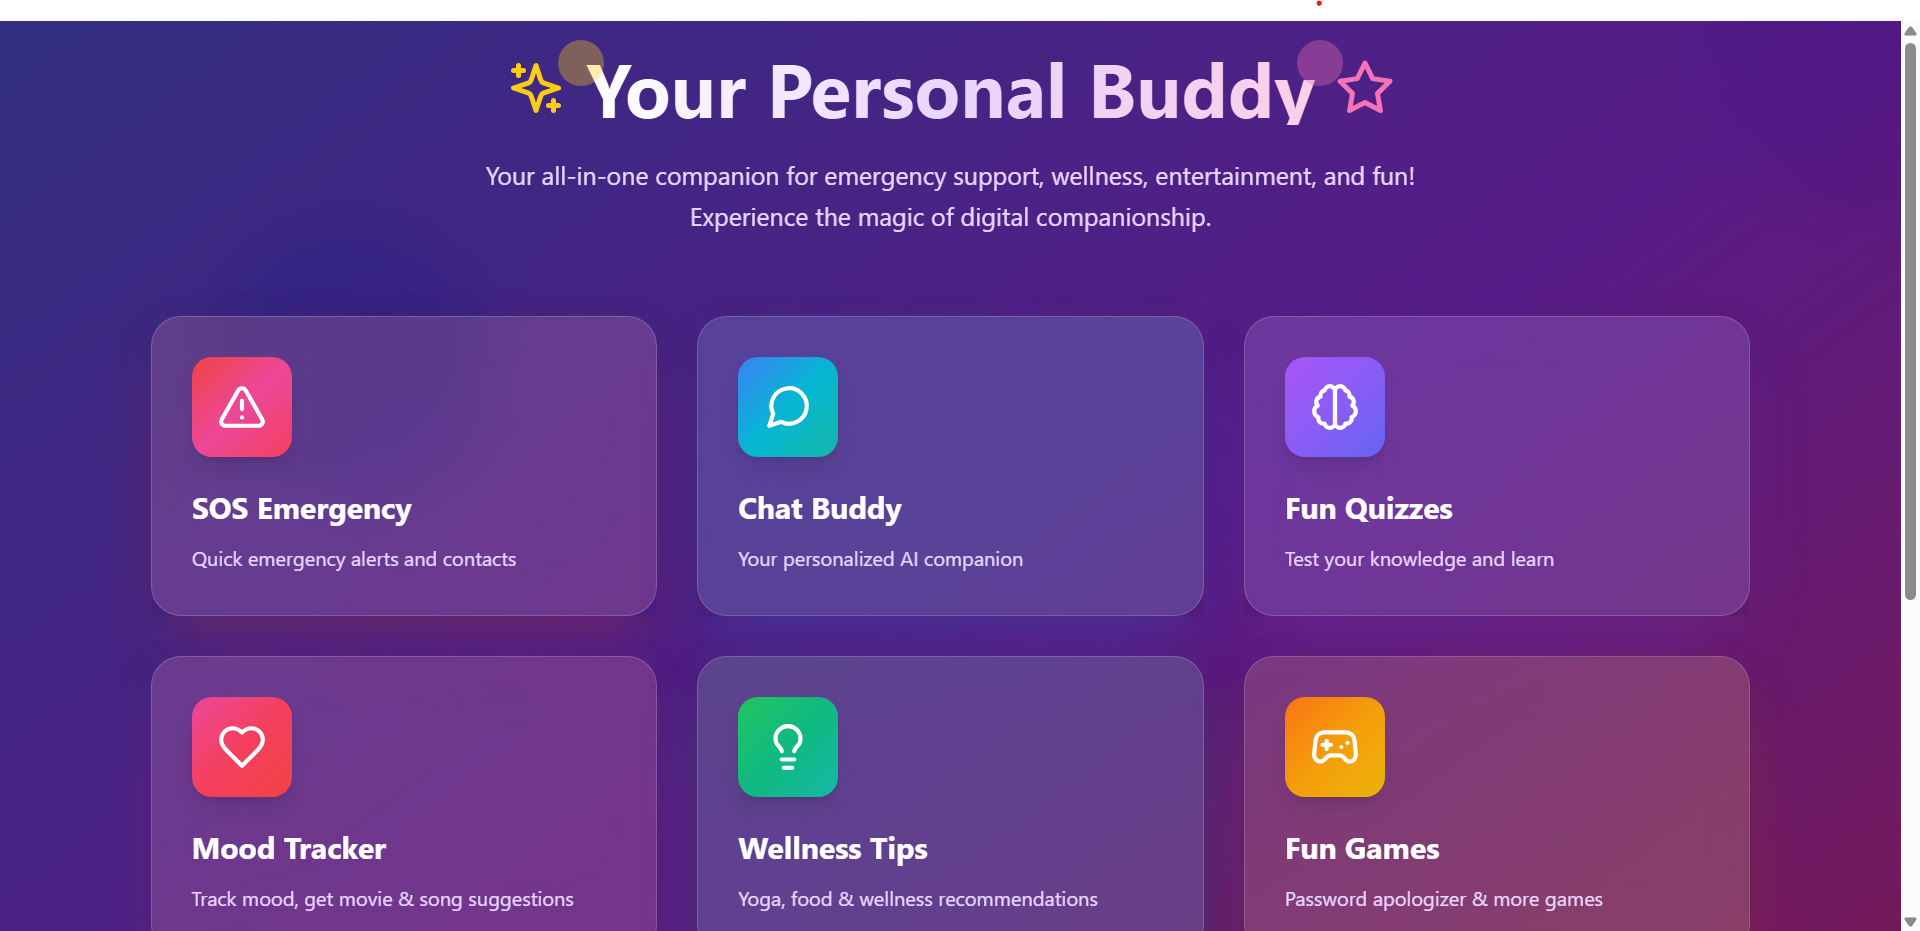 Your Personal Buddy
Your all-in-one companion for emergency support, wellness, entertainment, and fun!
Experience the magic of digital companionship.
SOS Emergency
Quick emergency alerts and contacts
Chat Buddy
Your personalized AI companion
Fun Quizzes
Test your knowledge and learn
Mood Tracker
Track mood, get movie & song suggestions
Wellness Tips
Yoga, food & wellness recommendations
Fun Games
Password apologizer & more games